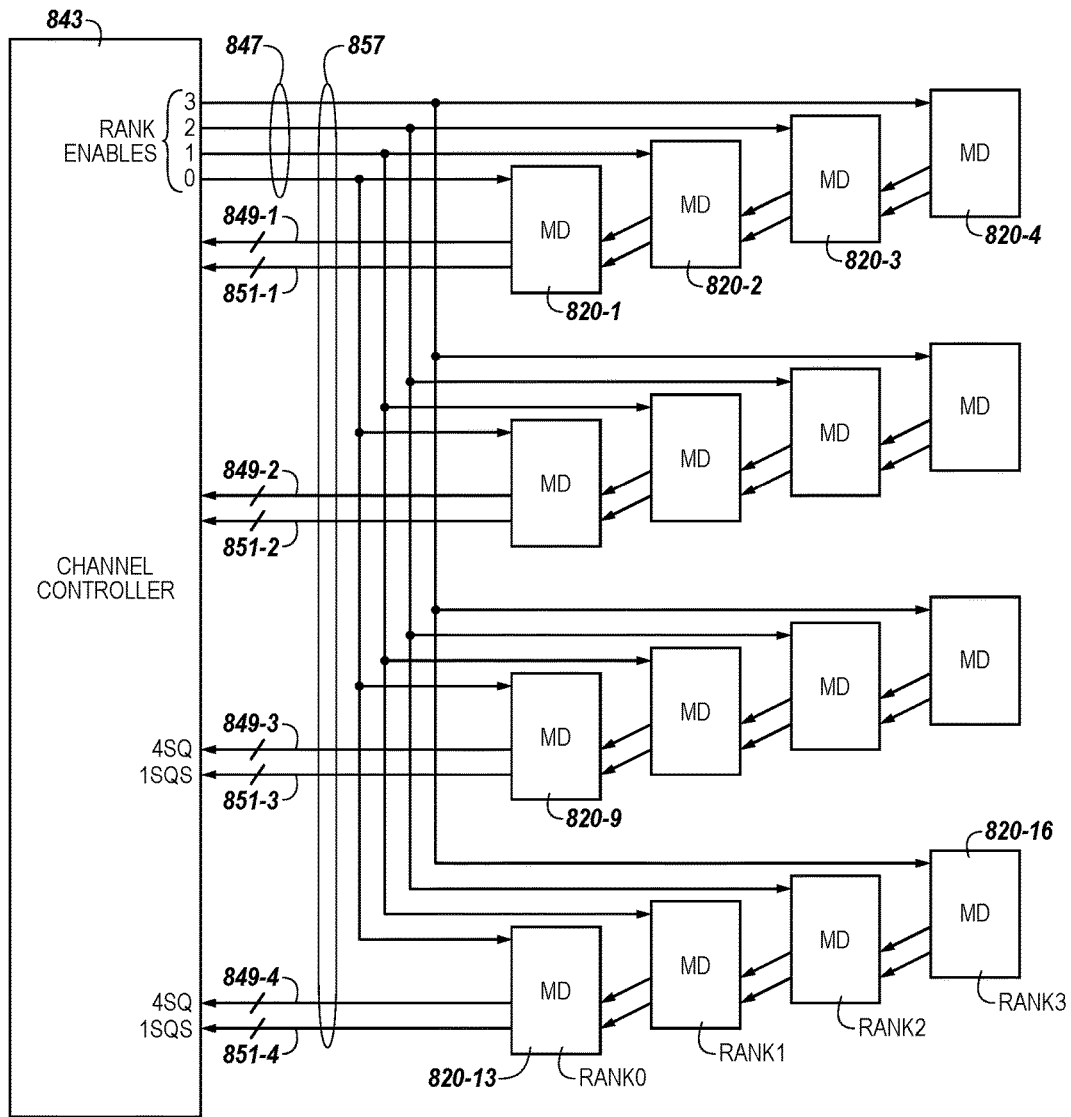 843
847
857
RANK
ENABLES
3
2
1
0
849-1
851-1
MD
820-1
MD
820-2
MD
820-3
MD
820-4
849-2
851-2
MD
MD
MD
MD
CHANNEL
CONTROLLER
849-3
4SQ
1SQS
851-3
MD
820-9
MD
MD
MD
849-4
4SQ
1SQS
851-4
MD
820-13
RANK0
MD
RANK1
MD
RANK2
820-16
MD
RANK3